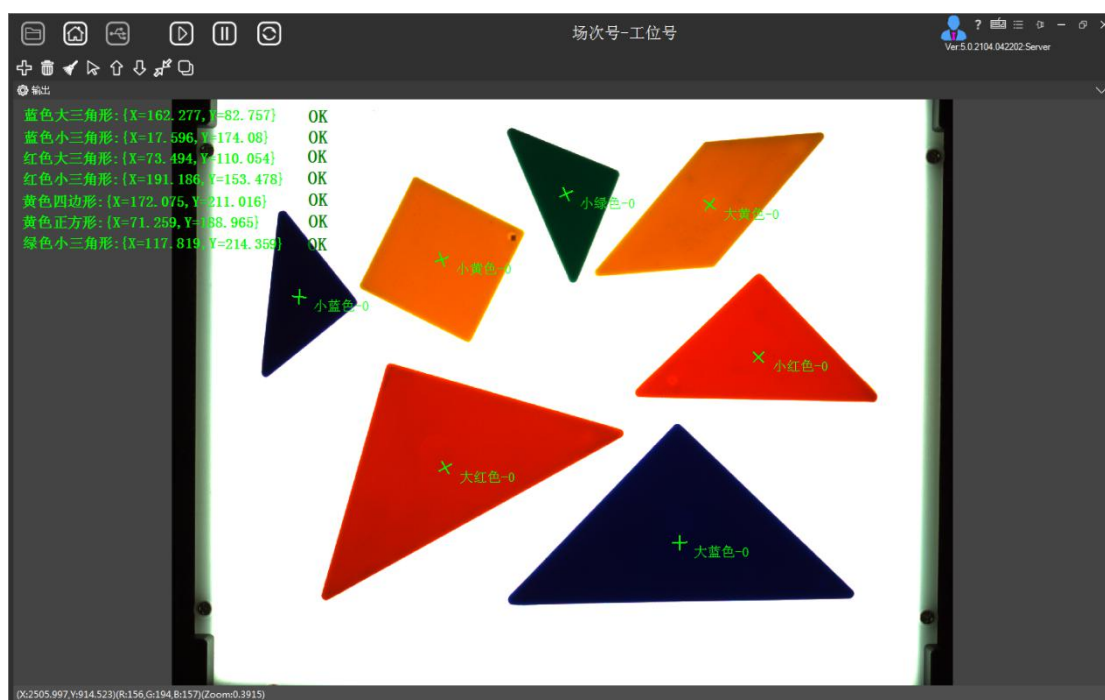 场次号-工位号
?
Ver:5.0.2104.042202:Server
输出
蓝色大三角形:{X=162.277,Y=82.757} OK
蓝色小三角形:{X=17.596,Y=174.08} OK
红色大三角形:{X=73.494,Y=110.054} OK
红色小三角形:{X=191.186,Y=153.478} OK
黄色四边形:{X=172.075,Y=211.016} OK
黄色正方形:{X=71.259,Y=188.965} OK
绿色小三角形:{X=117.819,Y=214.359} OK
小绿色-0
大黄色-0
小黄色-0
小蓝色-0
小红色-0
大红色-0
大蓝色-0
(X:2505.997,Y:914.523)(R:156,G:194,B:157)(Zoom:0.3915)